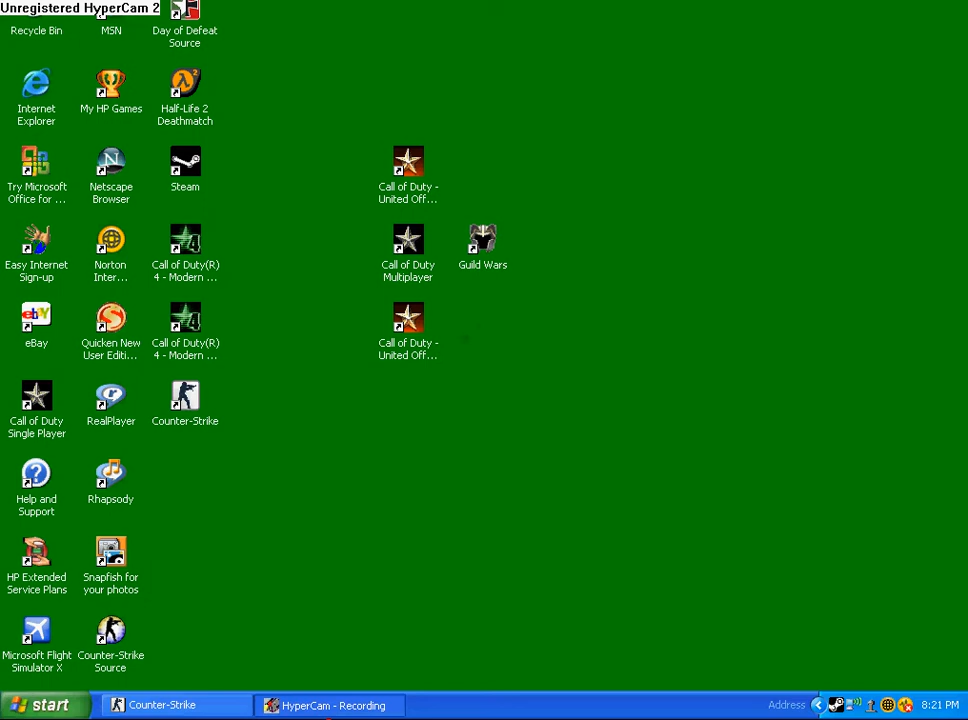 Unregistered HyperCam 2
Recycle Bin
MSN
Day of Defeat
Source
Internet
Explorer
My HP Games
Half-Life 2
Deathmatch
Try Microsoft
Office for ...
Netscape
Browser
Steam
Call of Duty -
United Off...
Easy Internet
Sign-up
Norton
Inter...
Call of Duty(R)
4 - Modern ...
Call of Duty
Multiplayer
Guild Wars
eBay
Quicken New
User Editi...
Call of Duty(R)
4 - Modern ...
Call of Duty -
United Off...
Call of Duty
Single Player
RealPlayer
Counter-Strike
Help and
Support
Rhapsody
HP Extended
Service Plans
Snapfish for
your photos
Microsoft Flight
Simulator X
Counter-Strike
Source
start
Counter-Strike
HyperCam - Recording
Address
8:21 PM